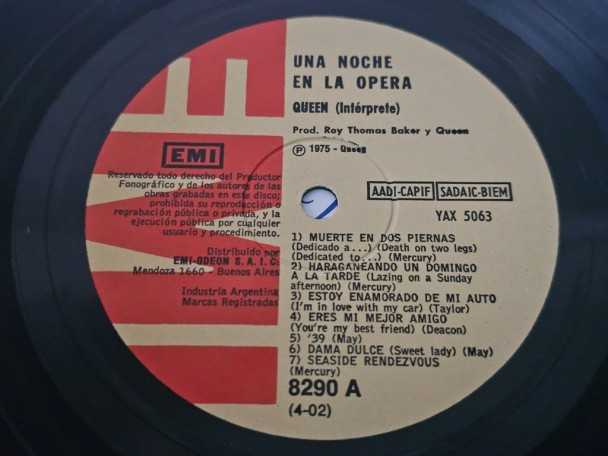 UNA NOCHE
EN LA OPERA
QUEEN (Intérprete)
Prod. Roy Thomas Baker y Queen
Ⓟ 1975 - Queen
EMI
Reservado todo derecho del Productor
Fonográfico y de los autores de las
obras grabadas en este disco;
prohibida su reproducción o
regrabación pública o privada, y la
ejecución pública por cualquier
usuario y procedimiento.
Distribuido por
EMI-ODEON S.A.I.C.
Mendoza 1660 - Buenos Aires
Industria Argentina
Marcas Registradas
AADI-CAPIF SADAIC-BIEM
YAX 5063
1) MUERTE EN DOS PIERNAS
(Dedicado a...) (Death on two legs)
(Dedicated to...) (Mercury)
2) HARAGANEANDO UN DOMINGO
A LA TARDE (Lazing on a Sunday
afternoon) (Mercury)
3) ESTOY ENAMORADO DE MI AUTO
(I'm in love with my car) (Taylor)
4) ERES MI MEJOR AMIGO
(You're my best friend) (Deacon)
5) '39 (May)
6) DAMA DULCE (Sweet lady) (May)
7) SEASIDE RENDEZVOUS
(Mercury)
8290 A
(4-02)